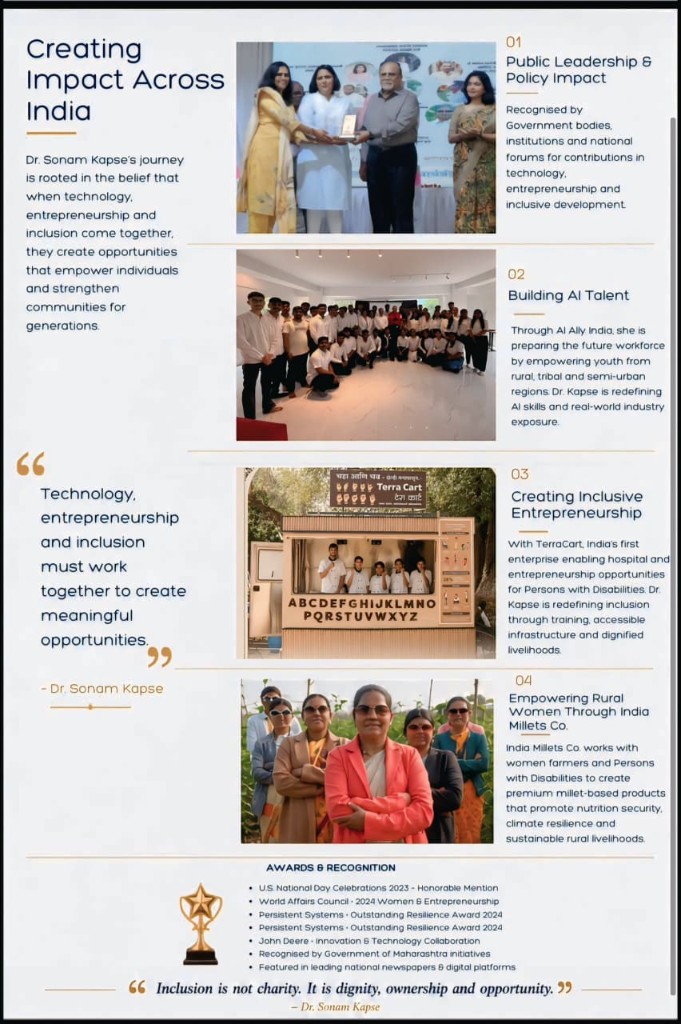 Creating
Impact Across
India
Dr. Sonam Kapse's journey
is rooted in the belief that
when technology,
entrepreneurship and
inclusion come together,
they create opportunities
that empower individuals
and strengthen
communities for
generations.
01
Public Leadership &
Policy Impact
Recognised by
Government bodies,
institutions and national
forums for contributions in
technology,
entrepreneurship and
inclusive development.
02
Building AI Talent
Through AI Ally India, she is
preparing the future workforce
by empowering youth from
rural, tribal and semi-urban
regions. Dr. Kapse is redefining
AI skills and real-world industry
exposure.
“
Technology,
entrepreneurship
and inclusion
must work
together to create
meaningful
opportunities.
”
- Dr. Sonam Kapse
Terra Cart
टेरा कार्ट
ABCDEFGHIJKLMNO
PQRSTUVWXYZ
03
Creating Inclusive
Entrepreneurship
With TerraCart, India's first
enterprise enabling hospital and
entrepreneurship opportunities
for Persons with Disabilities. Dr.
Kapse is redefining inclusion
through training, accessible
infrastructure and dignified
livelihoods.
04
Empowering Rural
Women Through India
Millets Co.
India Millets Co. works with
women farmers and Persons
with Disabilities to create
premium millet-based products
that promote nutrition security,
climate resilience and
sustainable rural livelihoods.
AWARDS & RECOGNITION
• U.S. National Day Celebrations 2023 - Honorable Mention
• World Affairs Council - 2024 Women & Entrepreneurship
• Persistent Systems - Outstanding Resilience Award 2024
• Persistent Systems - Outstanding Resilience Award 2024
• John Deere - Innovation & Technology Collaboration
• Recognised by Government of Maharashtra initiatives
• Featured in leading national newspapers & digital platforms
“ Inclusion is not charity. It is dignity, ownership and opportunity. ”
– Dr. Sonam Kapse